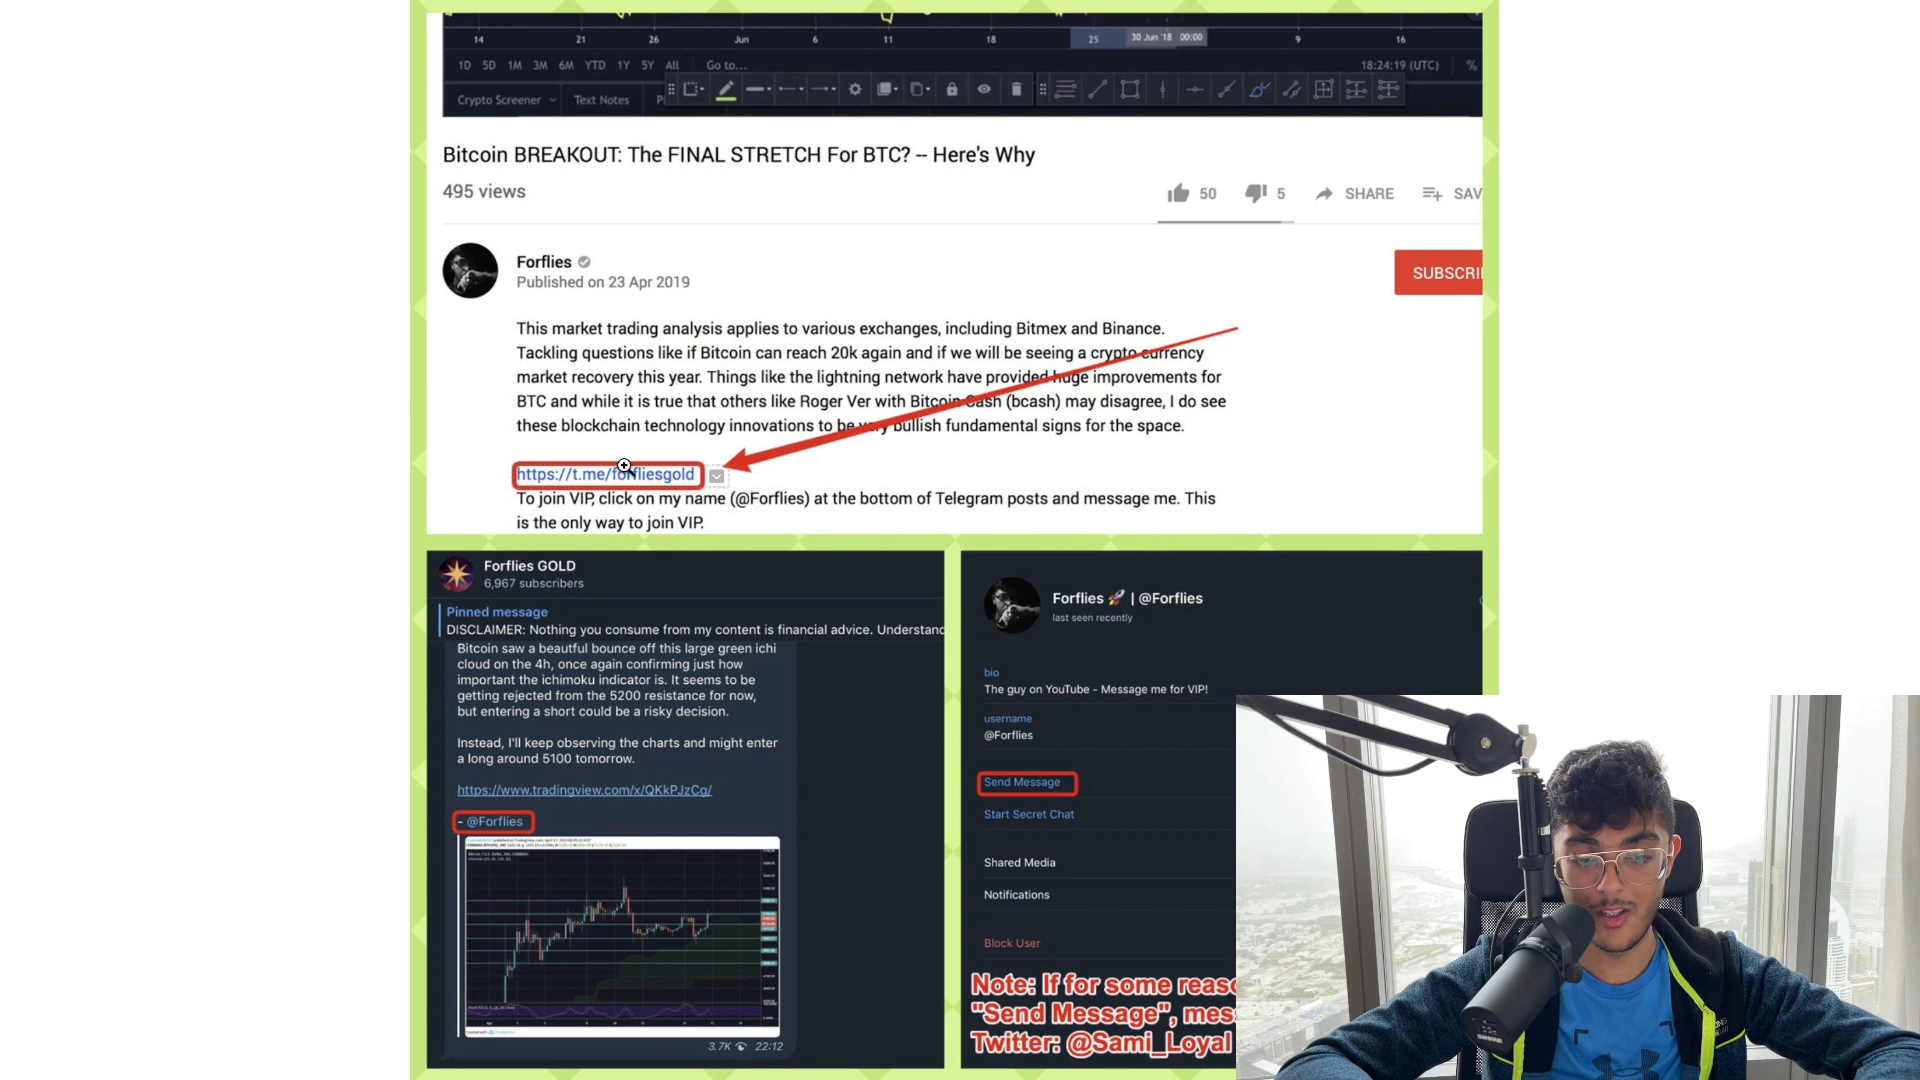 14 21 26 Jun 6 11 18 25 30 Jun '18 00:00 9 16
1D 5D 1M 3M 6M YTD 1Y 5Y All Go to... 18:24:19 (UTC) %
Crypto Screener Text Notes P
Bitcoin BREAKOUT: The FINAL STRETCH For BTC? -- Here's Why
495 views
50 5 SHARE SAV
Forflies
Published on 23 Apr 2019
SUBSCRI
This market trading analysis applies to various exchanges, including Bitmex and Binance.
Tackling questions like if Bitcoin can reach 20k again and if we will be seeing a crypto currency
market recovery this year. Things like the lightning network have provided huge improvements for
BTC and while it is true that others like Roger Ver with Bitcoin Cash (bcash) may disagree, I do see
these blockchain technology innovations to be very bullish fundamental signs for the space.
https://t.me/forfliesgold
To join VIP, click on my name (@Forflies) at the bottom of Telegram posts and message me. This
is the only way to join VIP.
Forflies GOLD
6,967 subscribers
Pinned message
DISCLAIMER: Nothing you consume from my content is financial advice. Understand
Bitcoin saw a beautful bounce off this large green ichi
cloud on the 4h, once again confirming just how
important the ichimoku indicator is. It seems to be
getting rejected from the 5200 resistance for now,
but entering a short could be a risky decision.
Instead, I'll keep observing the charts and might enter
a long around 5100 tomorrow.
https://www.tradingview.com/x/QKkPJzCg/
- @Forflies
3.7K 22:12
Forflies 🚀 | @Forflies
last seen recently
bio
The guy on YouTube - Message me for VIP!
username
@Forflies
Send Message
Start Secret Chat
Shared Media
Notifications
Block User
Note: If for some reaso
"Send Message", mes
Twitter: @Sami_Loyal